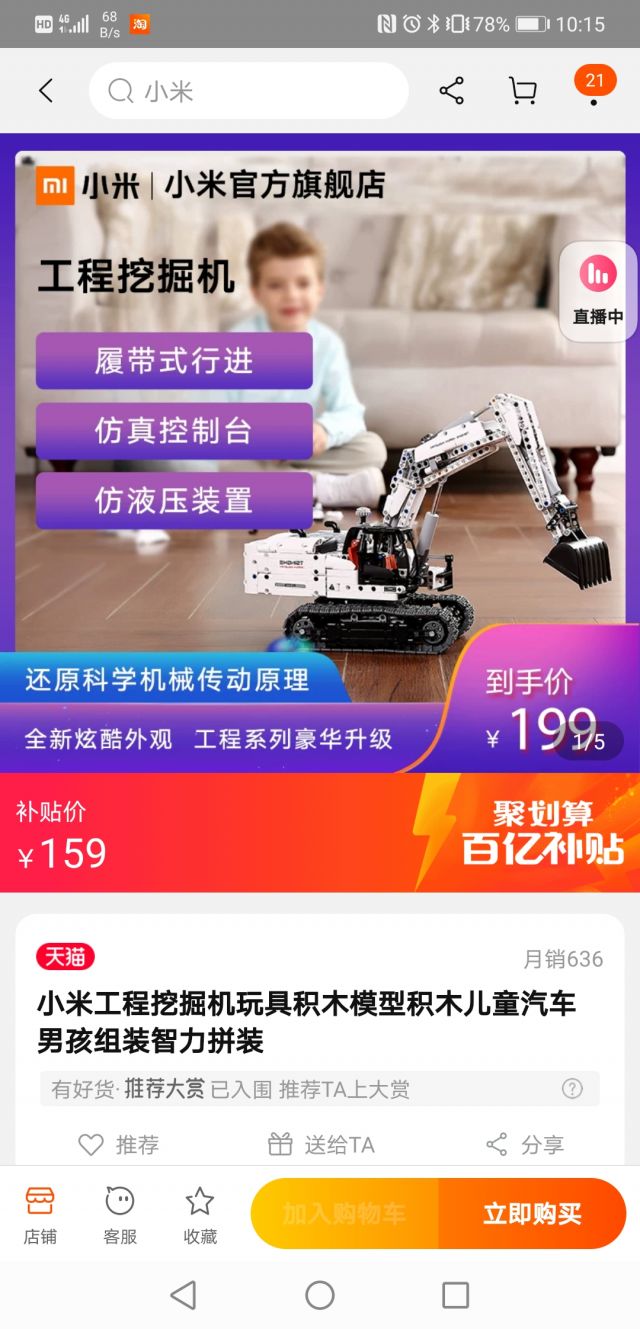 HD 4G 68 B/s 淘 78% 10:15
小米 21
mi 小米 | 小米官方旗舰店
工程挖掘机
直播中
履带式行进
仿真控制台
仿液压装置
还原科学机械传动原理
到手价
全新炫酷外观 工程系列豪华升级
¥ 199
1/5
补贴价
¥159
聚划算
百亿补贴
天猫 月销636
小米工程挖掘机玩具积木模型积木儿童汽车
男孩组装智力拼装
有好货·推荐大赏 已入围 推荐TA上大赏 ?
推荐 送给TA 分享
店铺 客服 收藏 加入购物车 立即购买